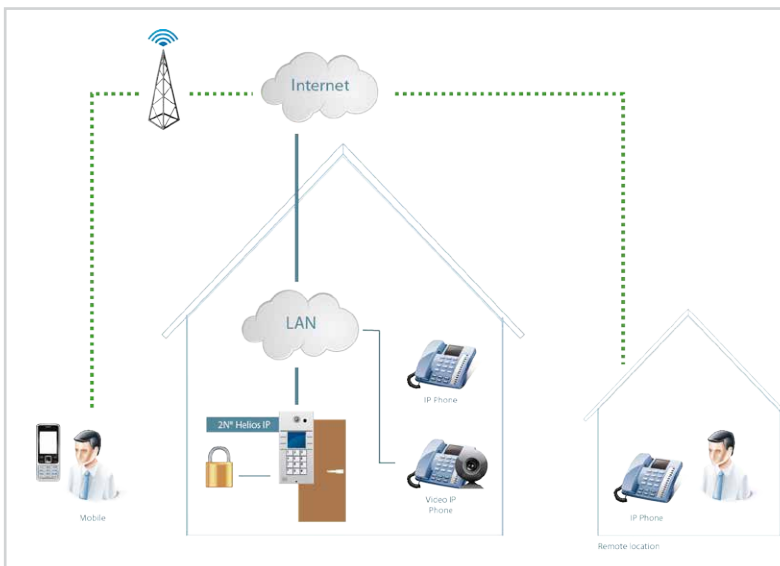 Internet
LAN
IP Phone
2N® Helios IP
Video IP
Phone
Mobile
IP Phone
Remote location